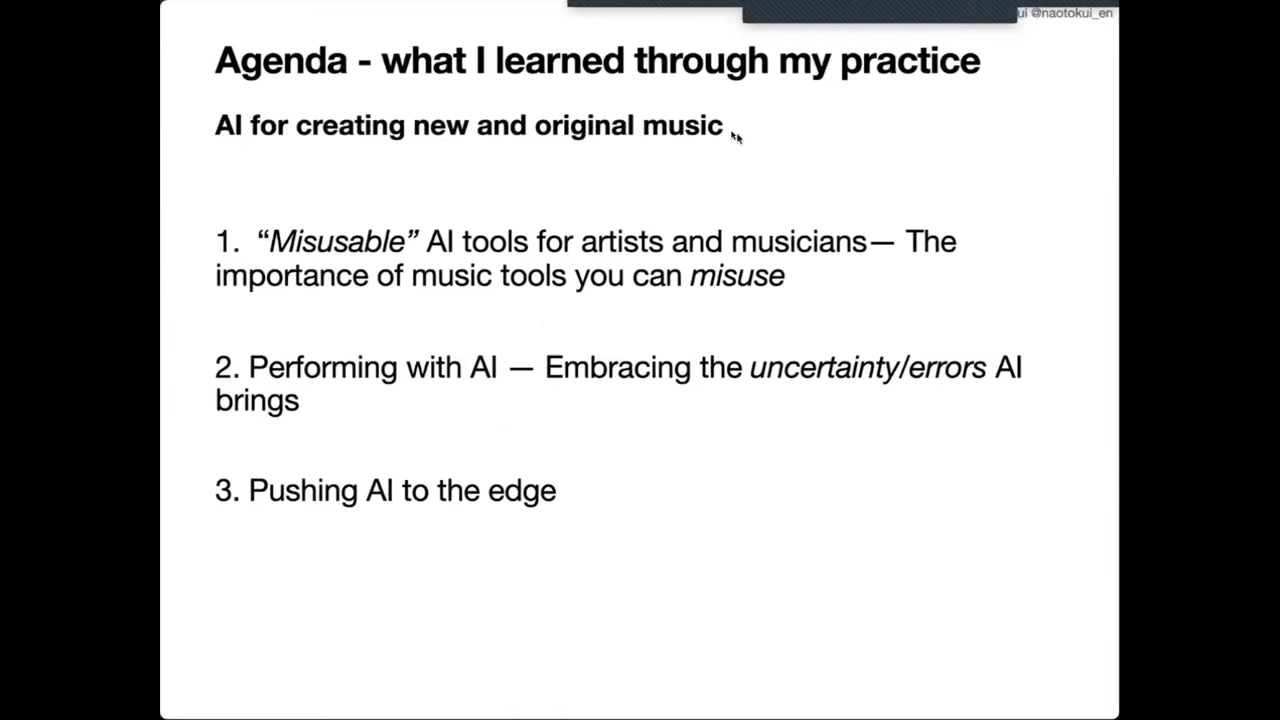 ui @naotokui_en
Agenda - what I learned through my practice
AI for creating new and original music
1. “Misusable” AI tools for artists and musicians— The
importance of music tools you can misuse
2. Performing with AI — Embracing the uncertainty/errors AI
brings
3. Pushing AI to the edge